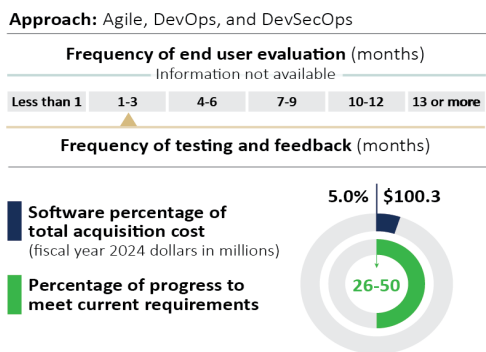 Approach: Agile, DevOps, and DevSecOps
Frequency of end user evaluation (months)
Information not available
Less than 1 1-3 4-6 7-9 10-12 13 or more
Frequency of testing and feedback (months)
5.0% $100.3
Software percentage of
total acquisition cost
(fiscal year 2024 dollars in millions)
26-50
Percentage of progress to
meet current requirements